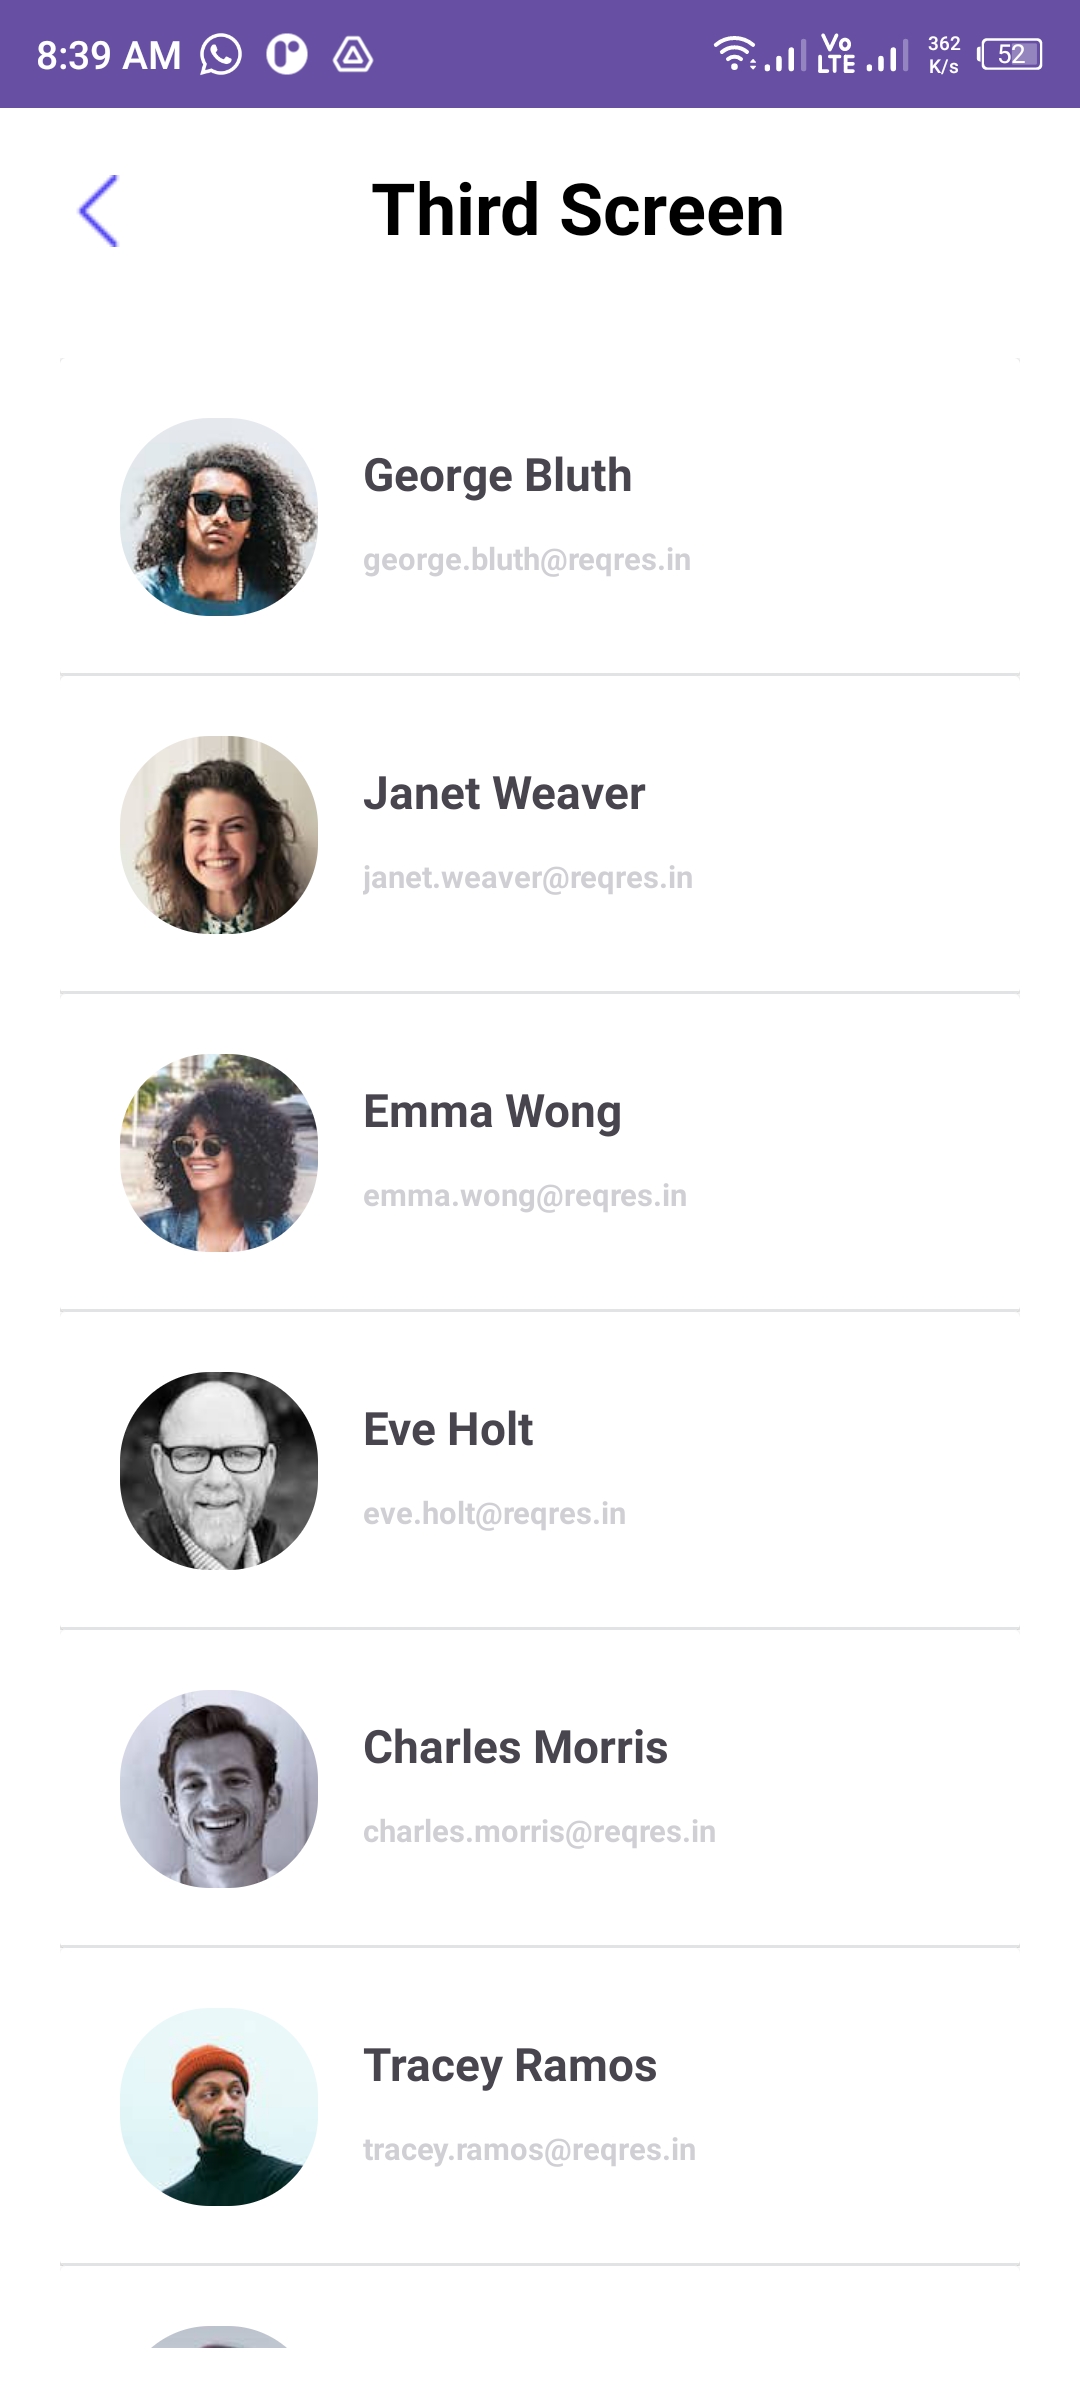 8:39 AM
Vo
LTE
362
K/s
52
Third Screen
George Bluth
george.bluth@reqres.in
Janet Weaver
janet.weaver@reqres.in
Emma Wong
emma.wong@reqres.in
Eve Holt
eve.holt@reqres.in
Charles Morris
charles.morris@reqres.in
Tracey Ramos
tracey.ramos@reqres.in